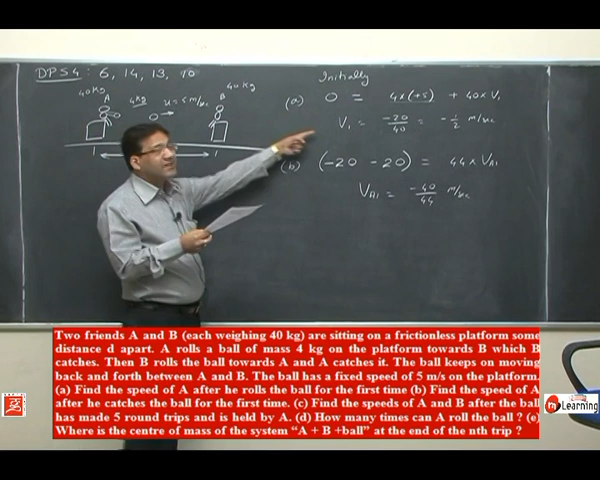 DPS4 : 6, 14, 13, 10
40 kg
A
4kg
u = 5 m/sec
B
40 kg
Initially
(a) 0 = 4×(+5) + 40×V₁
V₁ = -20/40 = -1/2 m/sec
(b) (-20 - 20) = 44×V_A1
V_A1 = -40/44 m/sec
Two friends A and B (each weighing 40 kg) are sitting on a frictionless platform some
distance d apart. A rolls a ball of mass 4 kg on the platform towards B which B
catches. Then B rolls the ball towards A and A catches it. The ball keeps on moving
back and forth between A and B. The ball has a fixed speed of 5 m/s on the platform.
(a) Find the speed of A after he rolls the ball for the first time (b) Find the speed of A
after he catches the ball for the first time. (c) Find the speeds of A and B after the ball
has made 5 round trips and is held by A. (d) How many times can A roll the ball ? (e)
Where is the centre of mass of the system “A + B +ball” at the end of the nth trip ?
Learning